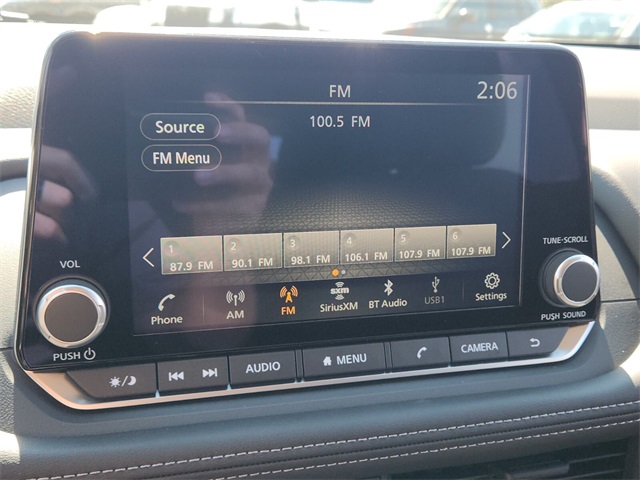 FM
2:06
100.5 FM
Source
FM Menu
1 2 3 4 5 6
87.9 FM 90.1 FM 98.1 FM 106.1 FM 107.9 FM 107.9 FM
VOL
TUNE·SCROLL
Phone AM FM SiriusXM BT Audio USB1 Settings
sxm
PUSH
PUSH SOUND
AUDIO MENU CAMERA